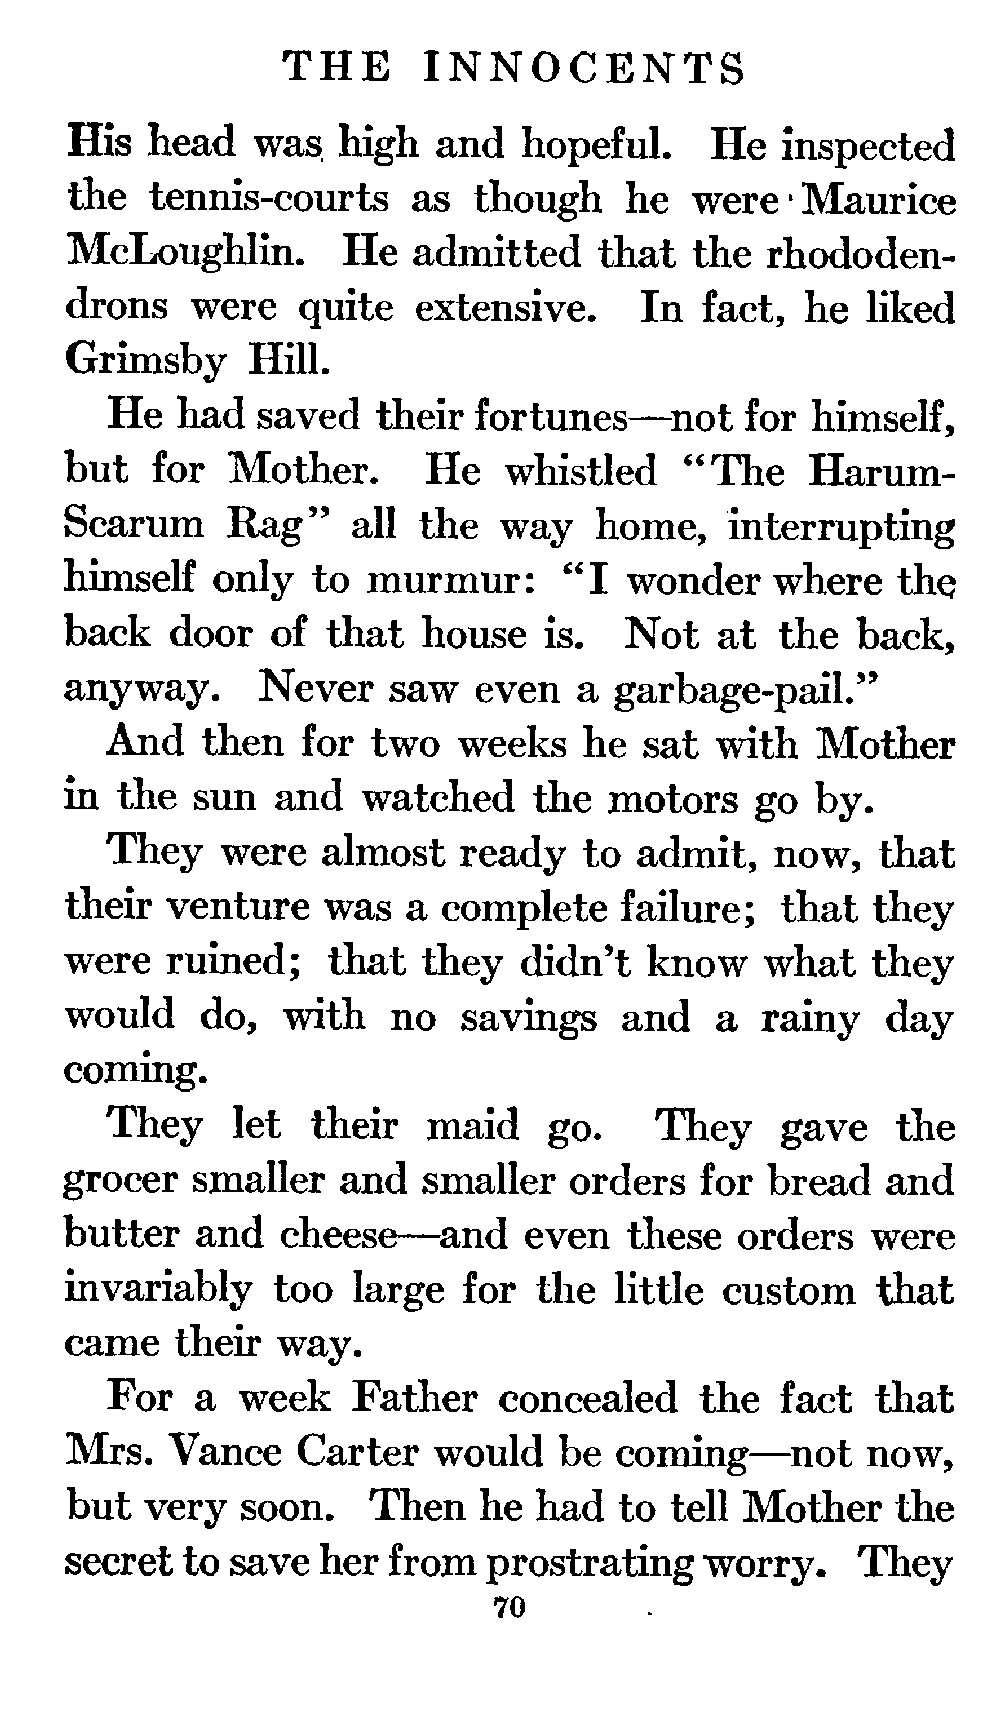 THE INNOCENTS
His head was high and hopeful. He inspected
the tennis-courts as though he were Maurice
McLoughlin. He admitted that the rhododen-
drons were quite extensive. In fact, he liked
Grimsby Hill.
He had saved their fortunes—not for himself,
but for Mother. He whistled “The Harum-
Scarum Rag” all the way home, interrupting
himself only to murmur: “I wonder where the
back door of that house is. Not at the back,
anyway. Never saw even a garbage-pail.”
And then for two weeks he sat with Mother
in the sun and watched the motors go by.
They were almost ready to admit, now, that
their venture was a complete failure; that they
were ruined; that they didn’t know what they
would do, with no savings and a rainy day
coming.
They let their maid go. They gave the
grocer smaller and smaller orders for bread and
butter and cheese—and even these orders were
invariably too large for the little custom that
came their way.
For a week Father concealed the fact that
Mrs. Vance Carter would be coming—not now,
but very soon. Then he had to tell Mother the
secret to save her from prostrating worry. They
70